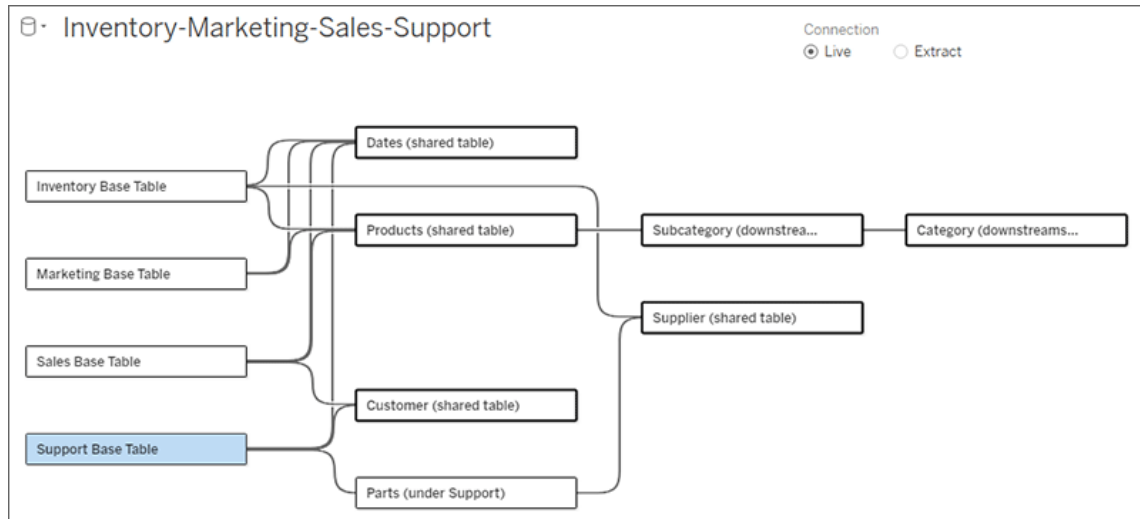 Inventory-Marketing-Sales-Support
Connection
Live
Extract
Dates (shared table)
Inventory Base Table
Products (shared table)
Subcategory (downstrea...
Category (downstreams...
Marketing Base Table
Supplier (shared table)
Sales Base Table
Customer (shared table)
Support Base Table
Parts (under Support)